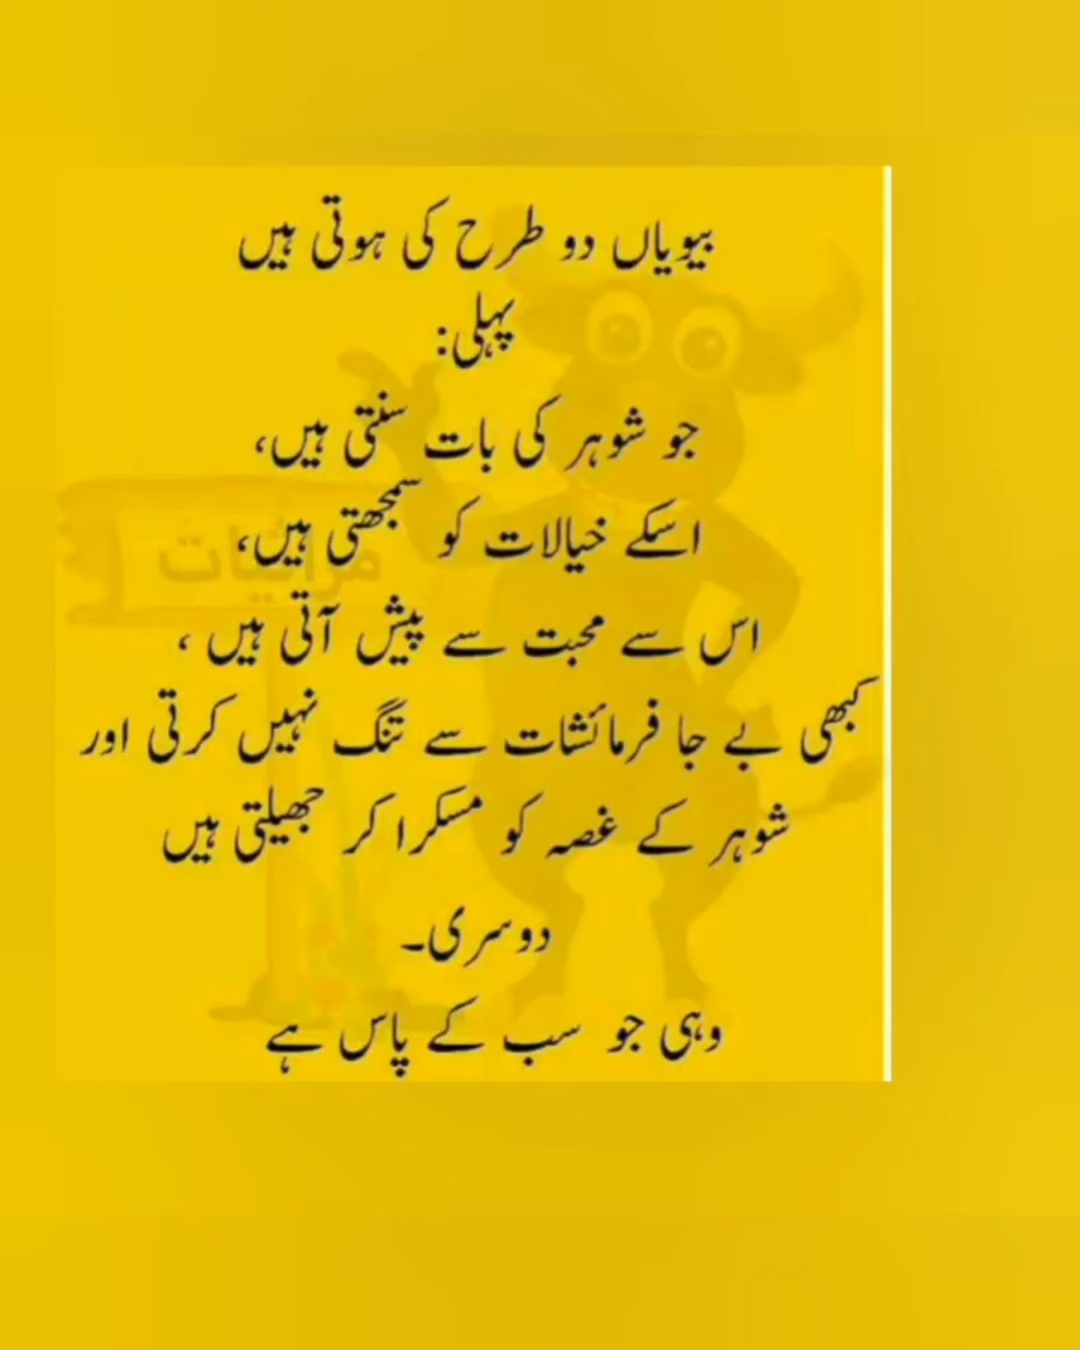 بیویاں دو طرح کی ہوتی ہیں
پہلی:
جو شوہر کی بات سنتی ہیں،
اسکے خیالات کو سمجھتی ہیں،
اس سے محبت سے پیش آتی ہیں ،
کبھی بے جا فرمائشات سے تنگ نہیں کرتی اور
شوہر کے غصہ کو مسکرا کر جھیلتی ہیں
دوسری۔
وہی جو سب کے پاس ہے
مزاثیات